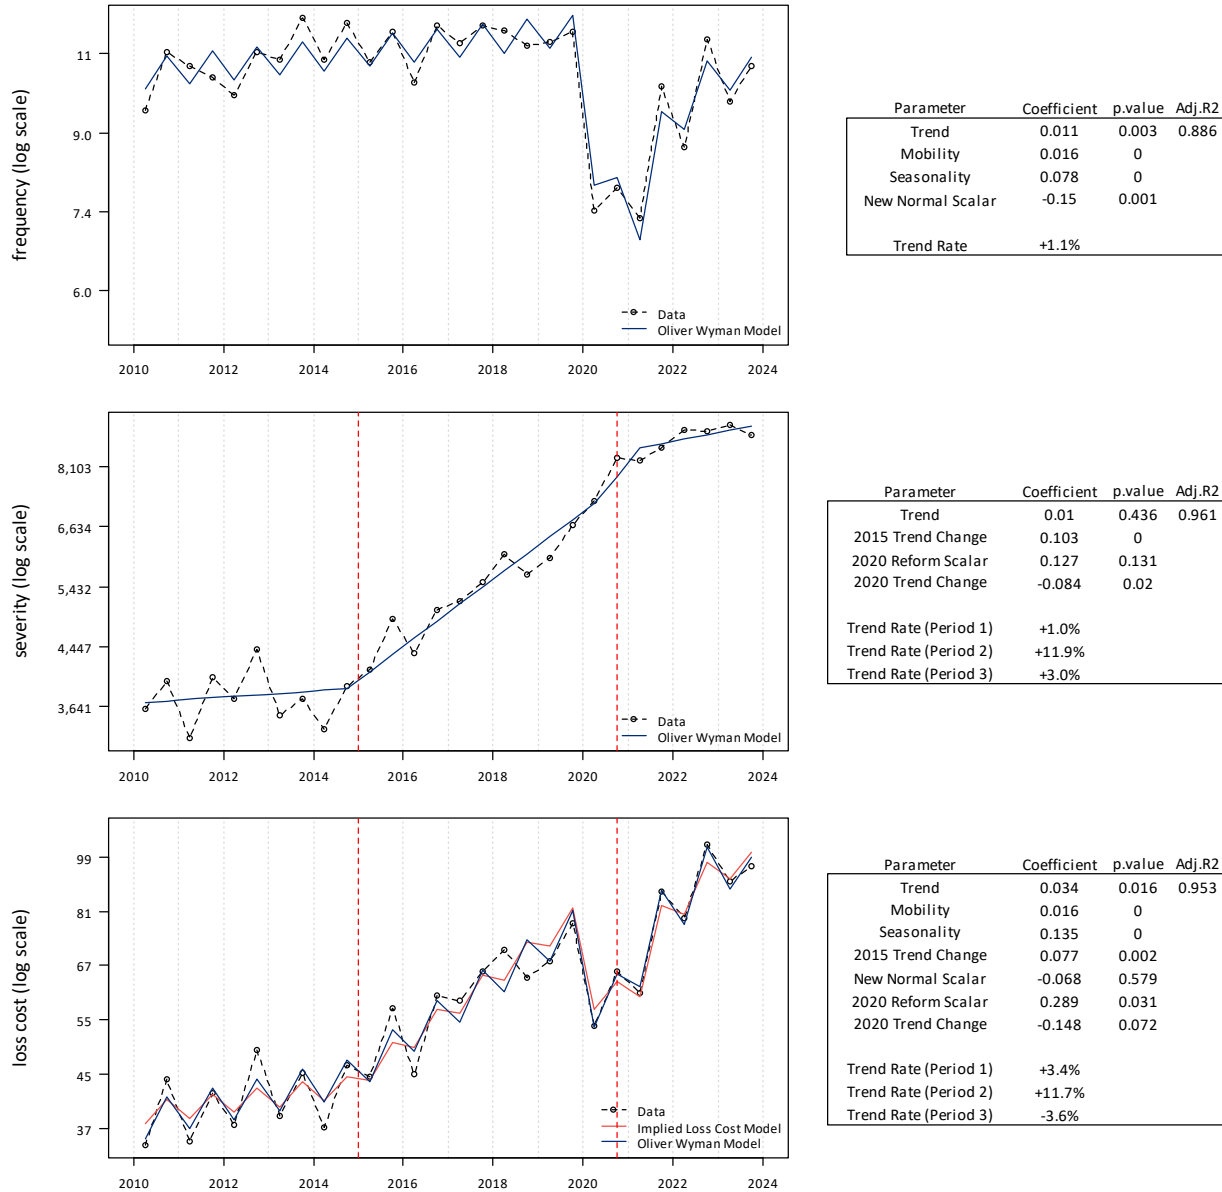 frequency (log scale)
11
9.0
7.4
6.0
Data
Oliver Wyman Model
2010 2012 2014 2016 2018 2020 2022 2024
Parameter Coefficient p.value Adj.R2
Trend 0.011 0.003 0.886
Mobility 0.016 0
Seasonality 0.078 0
New Normal Scalar -0.15 0.001
Trend Rate +1.1%
severity (log scale)
8,103
6,634
5,432
4,447
3,641
Data
Oliver Wyman Model
2010 2012 2014 2016 2018 2020 2022 2024
Parameter Coefficient p.value Adj.R2
Trend 0.01 0.436 0.961
2015 Trend Change 0.103 0
2020 Reform Scalar 0.127 0.131
2020 Trend Change -0.084 0.02
Trend Rate (Period 1) +1.0%
Trend Rate (Period 2) +11.9%
Trend Rate (Period 3) +3.0%
loss cost (log scale)
99
81
67
55
45
37
Data
Implied Loss Cost Model
Oliver Wyman Model
2010 2012 2014 2016 2018 2020 2022 2024
Parameter Coefficient p.value Adj.R2
Trend 0.034 0.016 0.953
Mobility 0.016 0
Seasonality 0.135 0
2015 Trend Change 0.077 0.002
New Normal Scalar -0.068 0.579
2020 Reform Scalar 0.289 0.031
2020 Trend Change -0.148 0.072
Trend Rate (Period 1) +3.4%
Trend Rate (Period 2) +11.7%
Trend Rate (Period 3) -3.6%